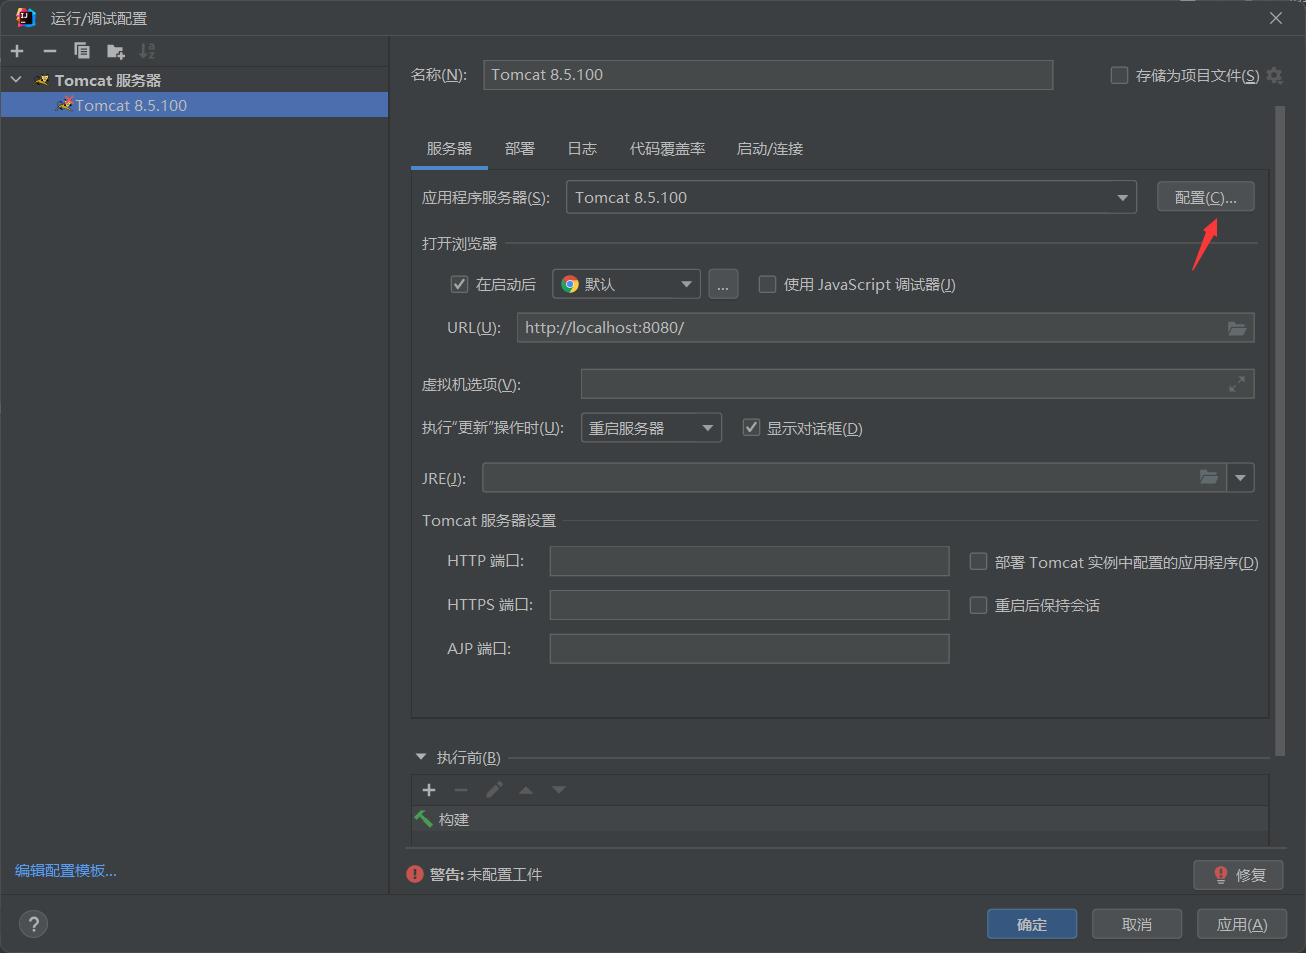 运行/调试配置
Tomcat 服务器
Tomcat 8.5.100
名称(N):
Tomcat 8.5.100
存储为项目文件(S)
服务器
部署
日志
代码覆盖率
启动/连接
应用程序服务器(S):
Tomcat 8.5.100
配置(C)...
打开浏览器
在启动后
默认
...
使用 JavaScript 调试器(J)
URL(U):
http://localhost:8080/
虚拟机选项(V):
执行“更新”操作时(U):
重启服务器
显示对话框(D)
JRE(J):
Tomcat 服务器设置
HTTP 端口:
部署 Tomcat 实例中配置的应用程序(D)
HTTPS 端口:
重启后保持会话
AJP 端口:
执行前(B)
构建
编辑配置模板...
警告: 未配置工件
修复
?
确定
取消
应用(A)